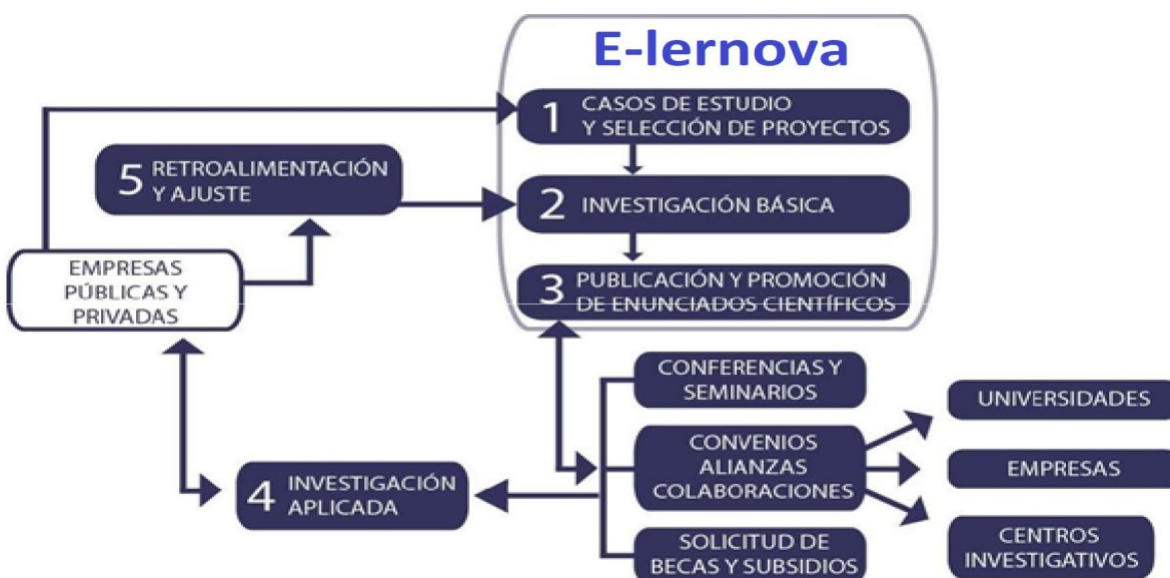 E-lernova
1 CASOS DE ESTUDIO
Y SELECCIÓN DE PROYECTOS
5 RETROALIMENTACIÓN
Y AJUSTE
2 INVESTIGACIÓN BÁSICA
EMPRESAS
PÚBLICAS Y
PRIVADAS
3 PUBLICACIÓN Y PROMOCIÓN
DE ENUNCIADOS CIENTÍFICOS
CONFERENCIAS Y
SEMINARIOS
UNIVERSIDADES
CONVENIOS
ALIANZAS
COLABORACIONES
EMPRESAS
4 INVESTIGACIÓN
APLICADA
SOLICITUD DE
BECAS Y SUBSIDIOS
CENTROS
INVESTIGATIVOS